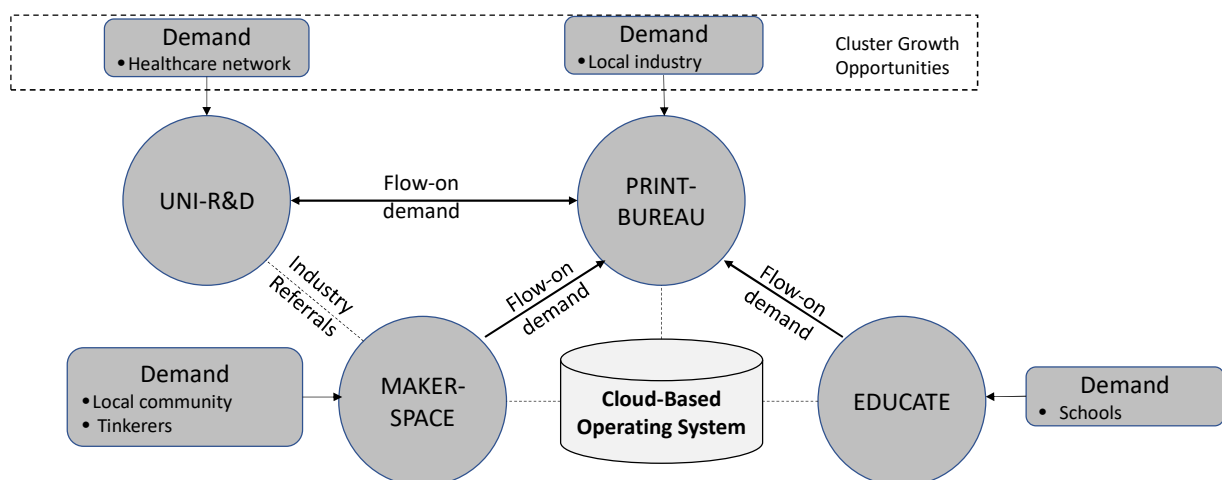 Demand
• Healthcare network
Demand
• Local industry
Cluster Growth
Opportunities
UNI-R&D
Flow-on
demand
PRINT-
BUREAU
Industry
Referrals
Flow-on
demand
Flow-on
demand
Demand
• Local community
• Tinkerers
MAKER-
SPACE
Cloud-Based
Operating System
EDUCATE
Demand
• Schools